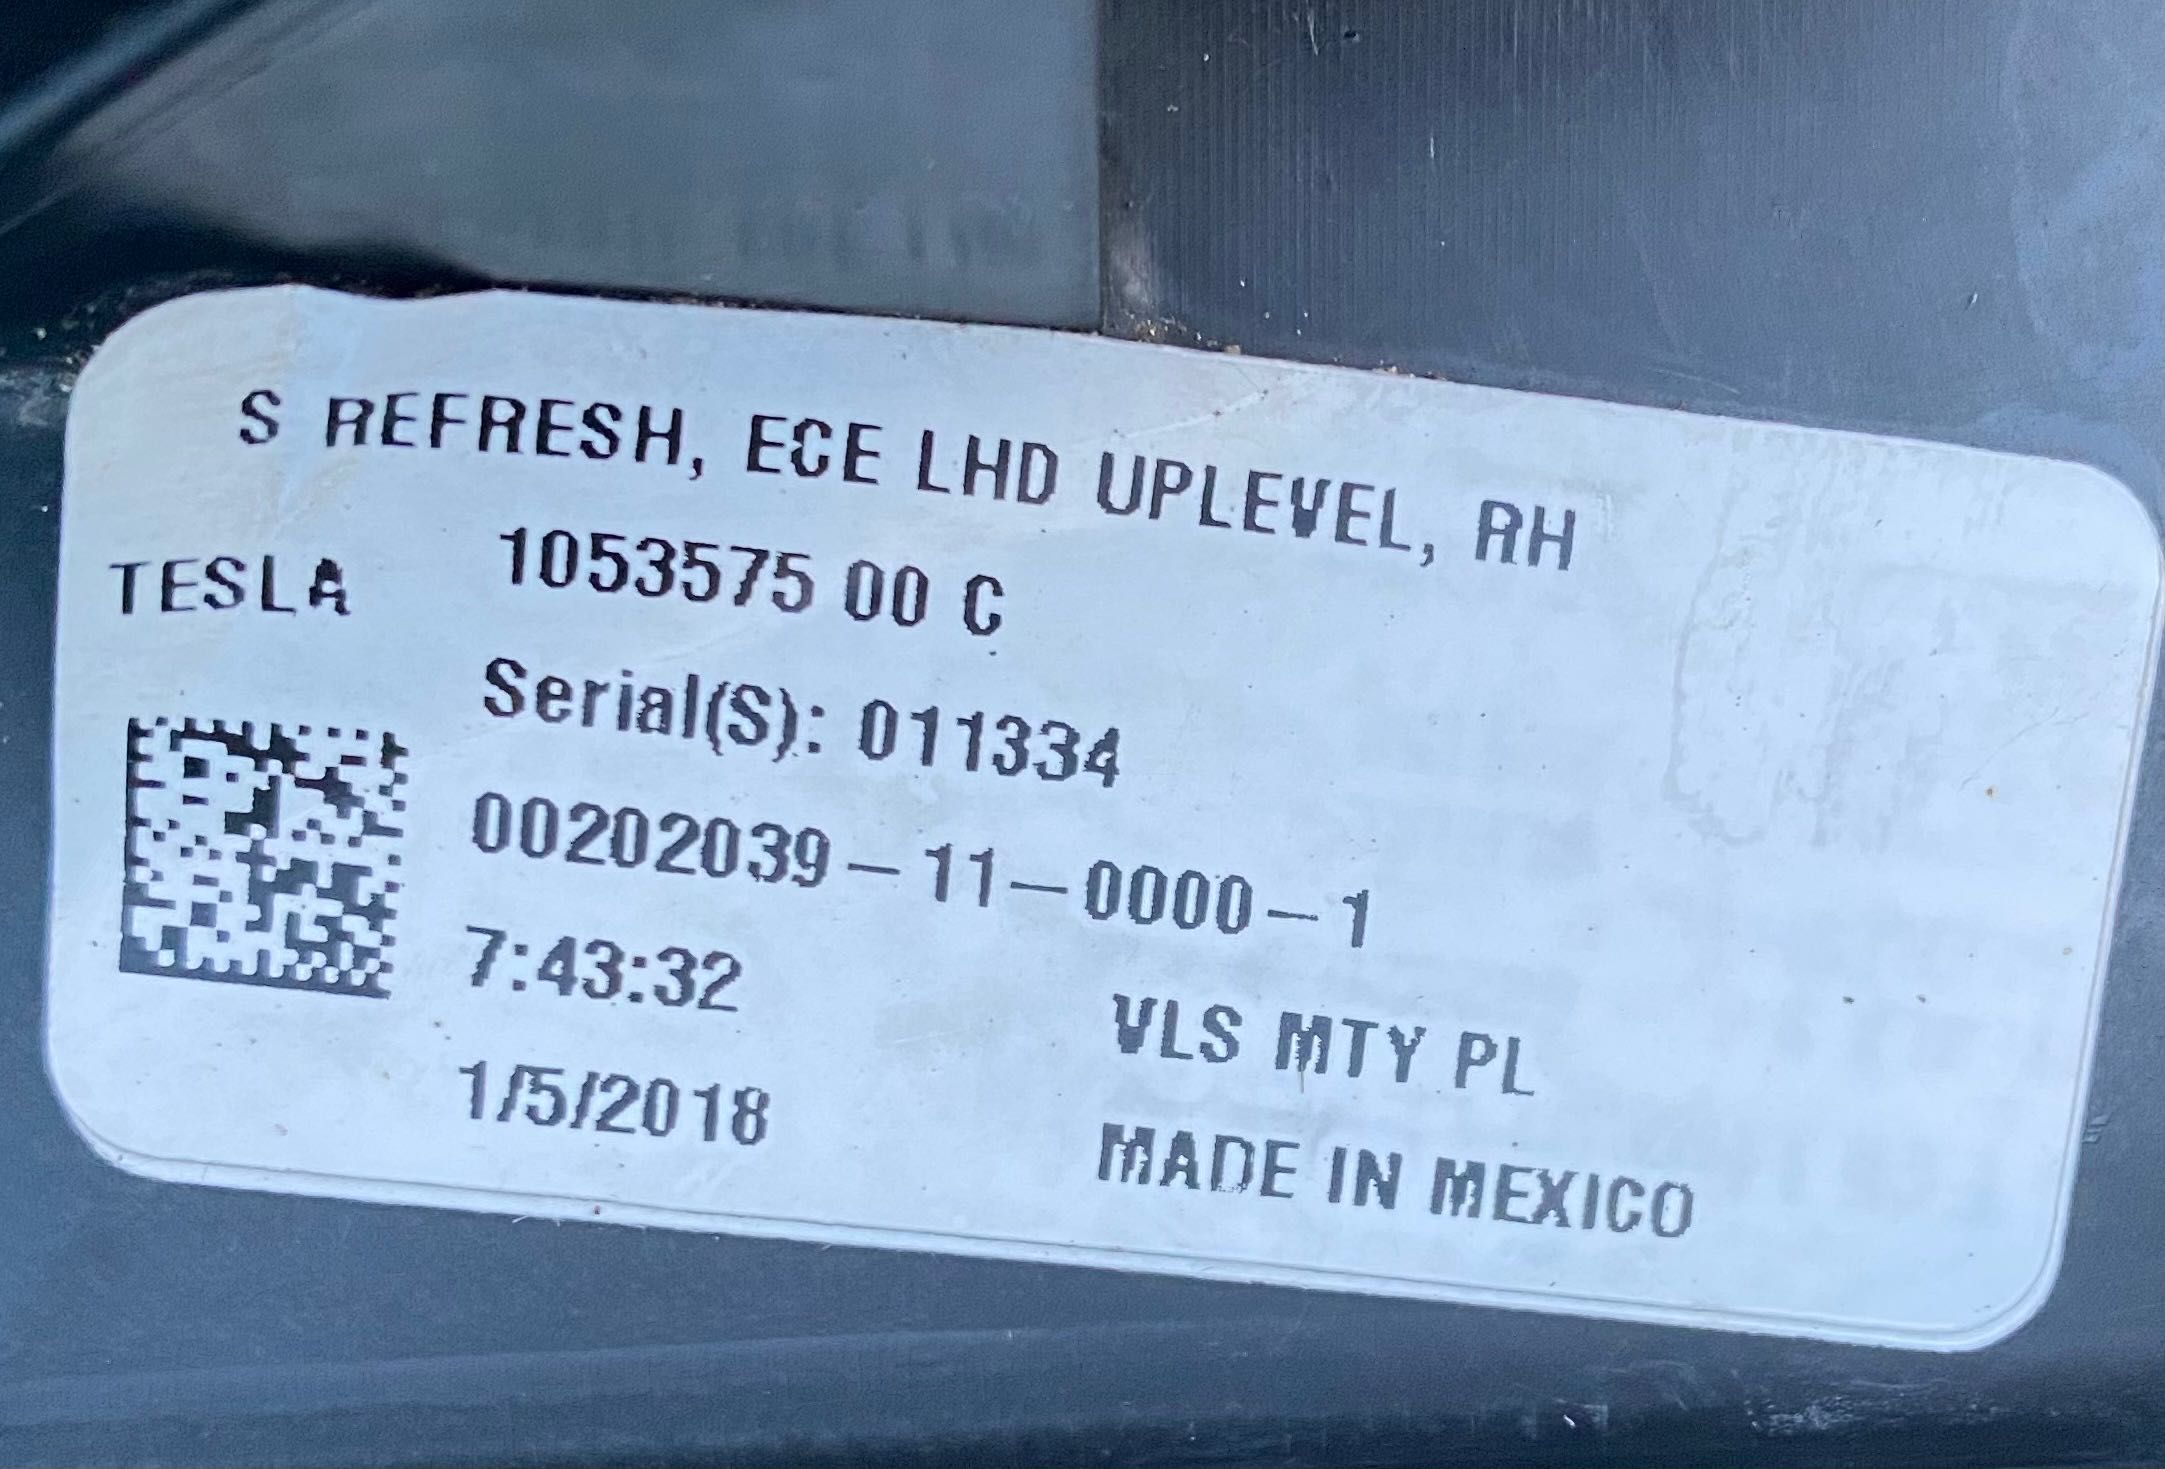 S REFRESH, ECE LHD UPLEVEL, RH
TESLA 1053575 00 C
Serial(S): 011334
00202039-11-0000-1
7:43:32
VLS MTY PL
1/5/2018
MADE IN MEXICO